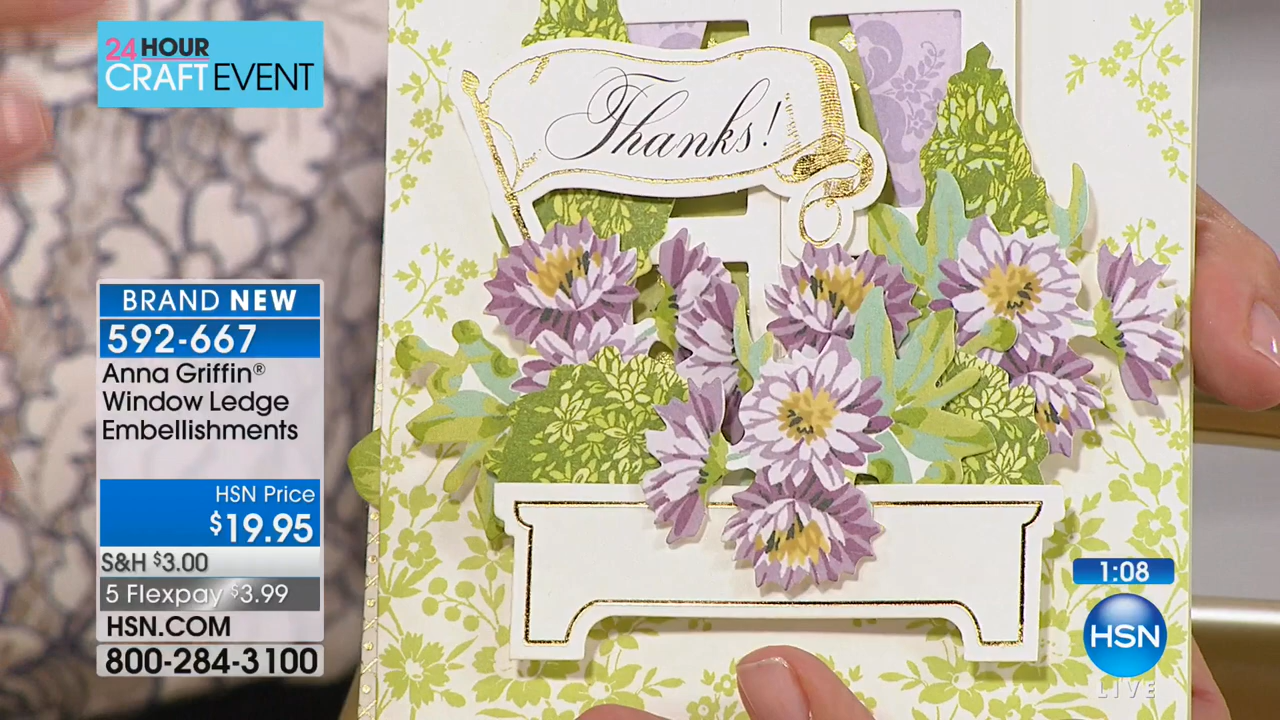 24 HOUR
CRAFT EVENT
Thanks!
BRAND NEW
592-667
Anna Griffin®
Window Ledge
Embellishments
HSN Price
$19.95
S&H $3.00
5 Flexpay $3.99
HSN.COM
800-284-3100
1:08
HSN
LIVE